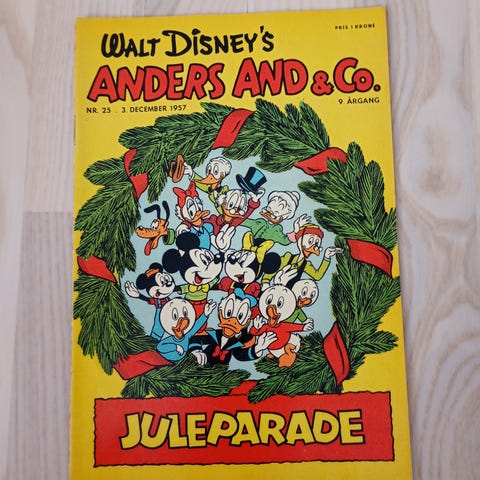 PRIS 1 KRONE
WALT DISNEY'S
ANDERS AND & Co.
NR. 25 . 3. DECEMBER 1957
9. ÅRGANG
JULEPARADE